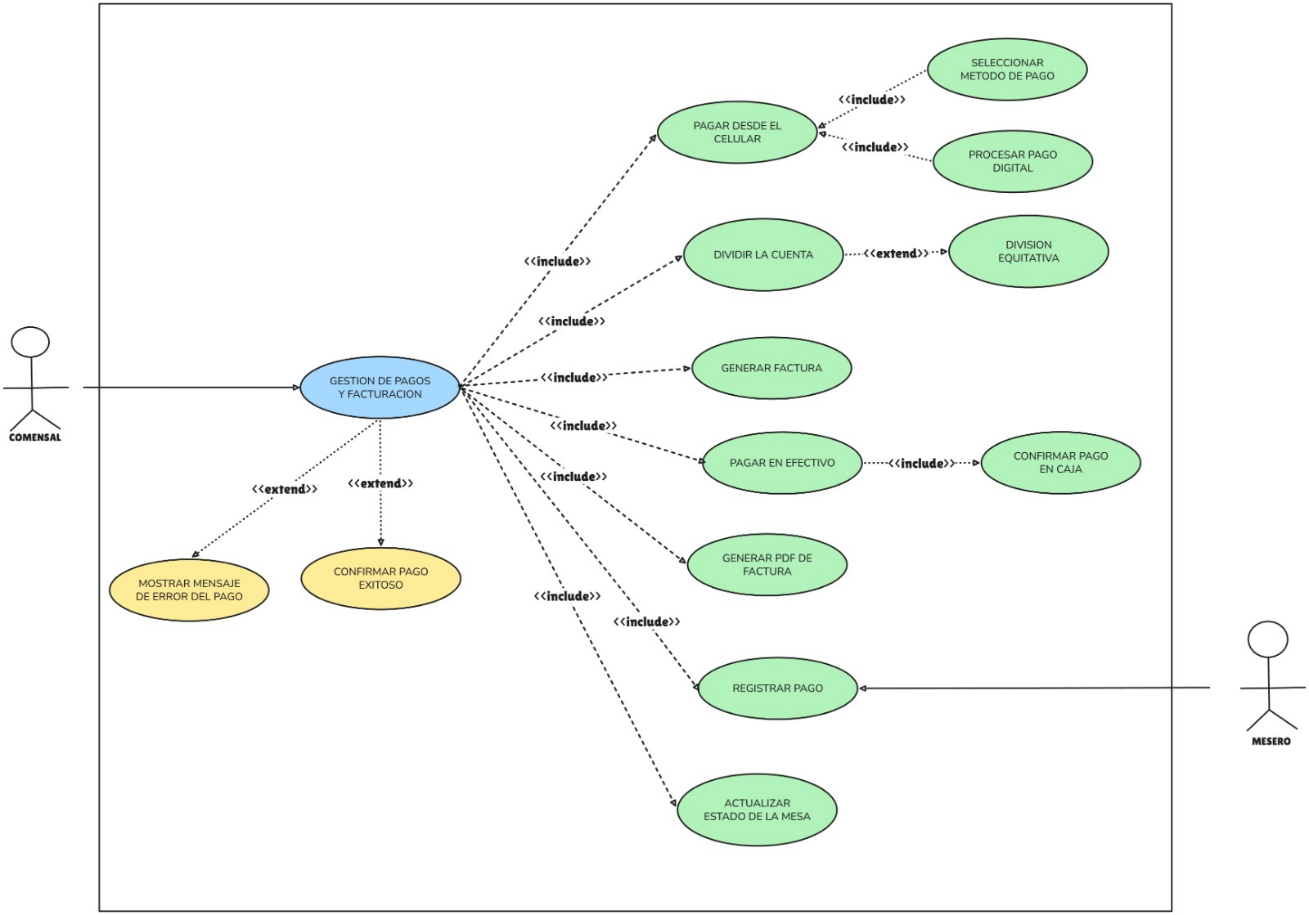 SELECCIONAR
METODO DE PAGO
<<include>>
PAGAR DESDE EL
CELULAR
<<include>>
PROCESAR PAGO
DIGITAL
<<include>>
DIVIDIR LA CUENTA
<<extend>>
DIVISION
EQUITATIVA
<<include>>
COMENSAL
GESTION DE PAGOS
Y FACTURACION
<<include>>
GENERAR FACTURA
<<include>>
PAGAR EN EFECTIVO
<<include>>
CONFIRMAR PAGO
EN CAJA
<<extend>>
<<extend>>
<<include>>
MOSTRAR MENSAJE
DE ERROR DEL PAGO
CONFIRMAR PAGO
EXITOSO
GENERAR PDF DE
FACTURA
<<include>>
<<include>>
REGISTRAR PAGO
MESERO
ACTUALIZAR
ESTADO DE LA MESA